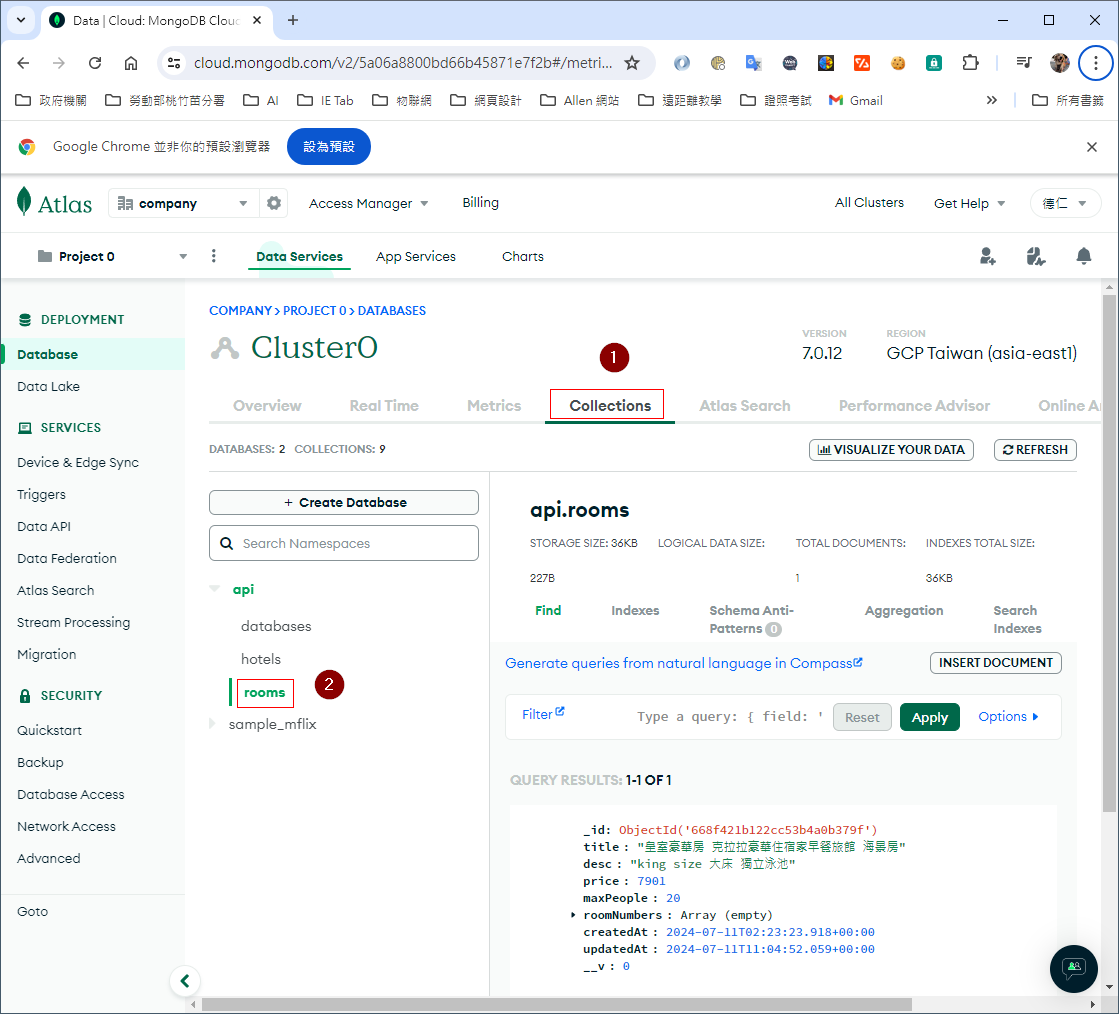 Data | Cloud: MongoDB Cloud
cloud.mongodb.com/v2/5a06a8800bd66b45871e7f2b#/metri...
政府機關 勞動部桃竹苗分署 AI IE Tab 物聯網 網頁設計 Allen 網站 遠距離教學 證照考試 Gmail 所有書籤
Google Chrome 並非你的預設瀏覽器 設為預設
Atlas company Access Manager Billing All Clusters Get Help 德仁
Project 0 Data Services App Services Charts
DEPLOYMENT
Database
Data Lake
SERVICES
Device & Edge Sync
Triggers
Data API
Data Federation
Atlas Search
Stream Processing
Migration
SECURITY
Quickstart
Backup
Database Access
Network Access
Advanced
Goto
COMPANY > PROJECT 0 > DATABASES
Cluster0
VERSION
7.0.12
REGION
GCP Taiwan (asia-east1)
1
Overview Real Time Metrics Collections Atlas Search Performance Advisor Online A
DATABASES: 2 COLLECTIONS: 9 VISUALIZE YOUR DATA REFRESH
+ Create Database
Search Namespaces
api
databases
hotels
rooms
2
sample_mflix
api.rooms
STORAGE SIZE: 36KB LOGICAL DATA SIZE: TOTAL DOCUMENTS: INDEXES TOTAL SIZE:
227B 1 36KB
Find Indexes Schema Anti- Aggregation Search
Patterns 0 Indexes
Generate queries from natural language in Compass INSERT DOCUMENT
Filter Type a query: { field: ' Reset Apply Options
QUERY RESULTS: 1-1 OF 1
_id: ObjectId('668f421b122cc53b4a0b379f')
title : "皇室豪華房 克拉拉豪華住宿家早餐旅館 海景房"
desc : "king size 大床 獨立泳池"
price : 7901
maxPeople : 20
roomNumbers : Array (empty)
createdAt : 2024-07-11T02:23:23.918+00:00
updatedAt : 2024-07-11T11:04:52.059+00:00
__v : 0